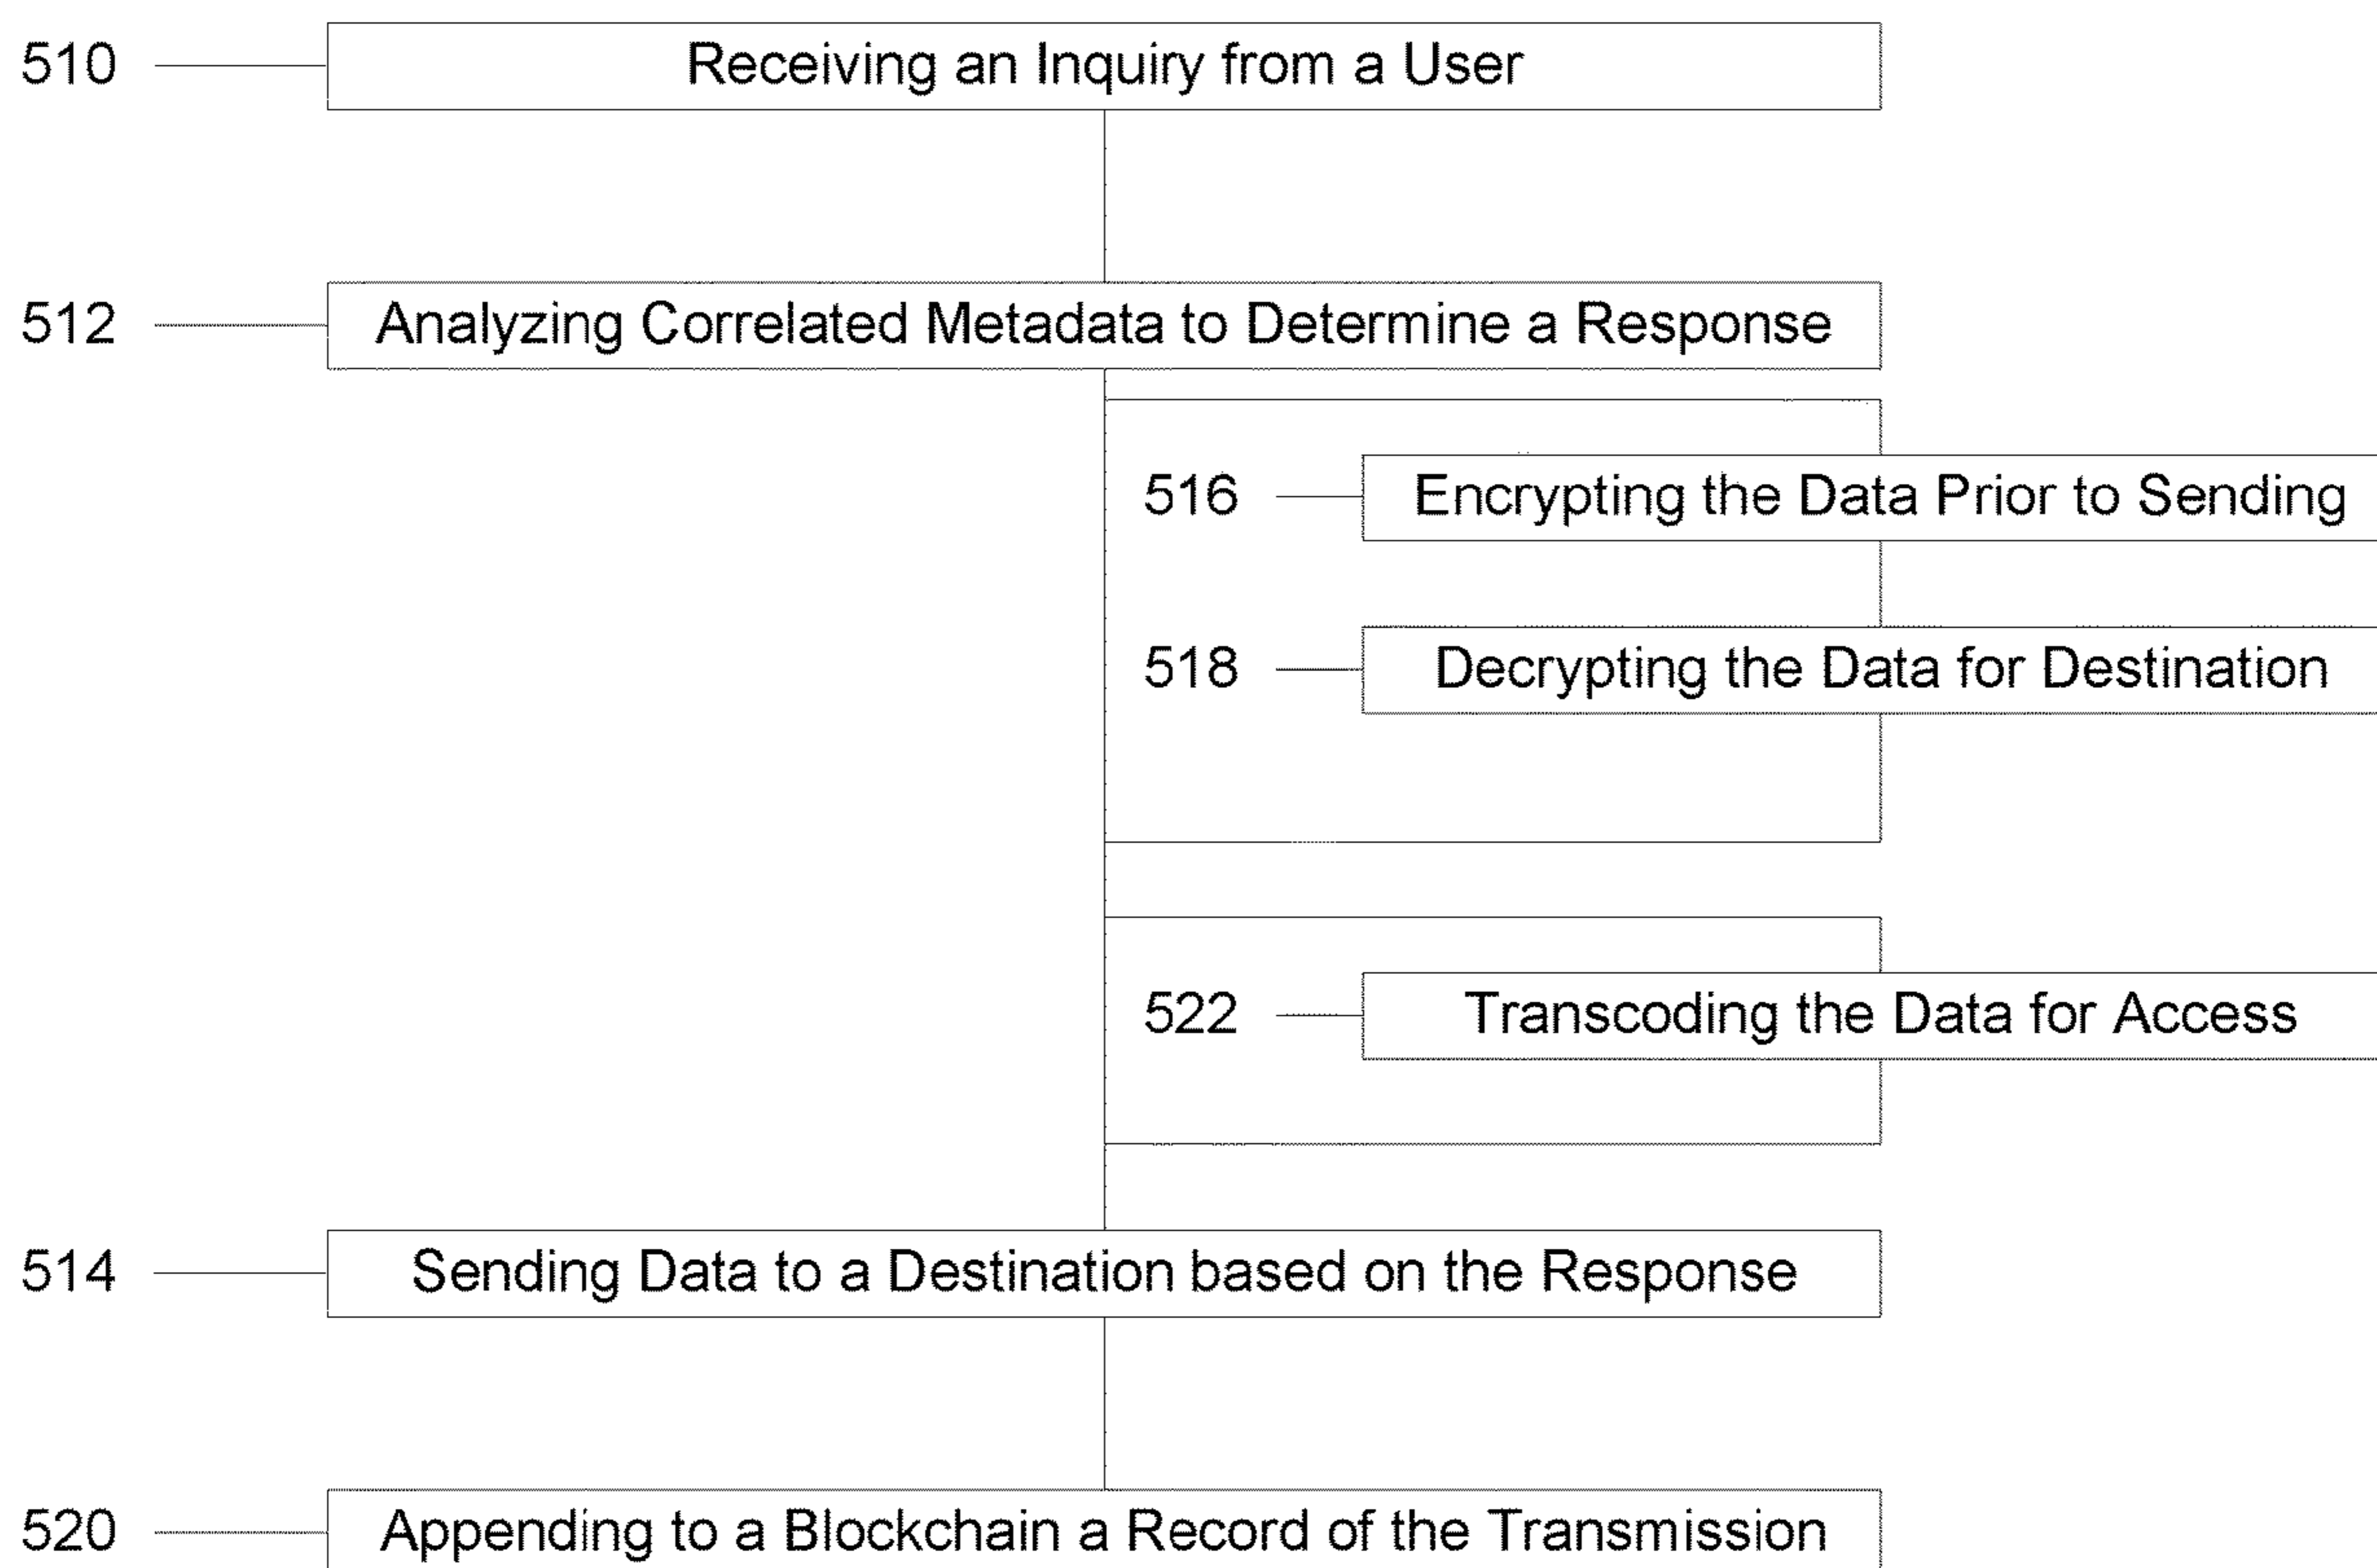 510 Receiving an Inquiry from a User
512 Analyzing Correlated Metadata to Determine a Response
516 Encrypting the Data Prior to Sending
518 Decrypting the Data for Destination
522 Transcoding the Data for Access
514 Sending Data to a Destination based on the Response
520 Appending to a Blockchain a Record of the Transmission